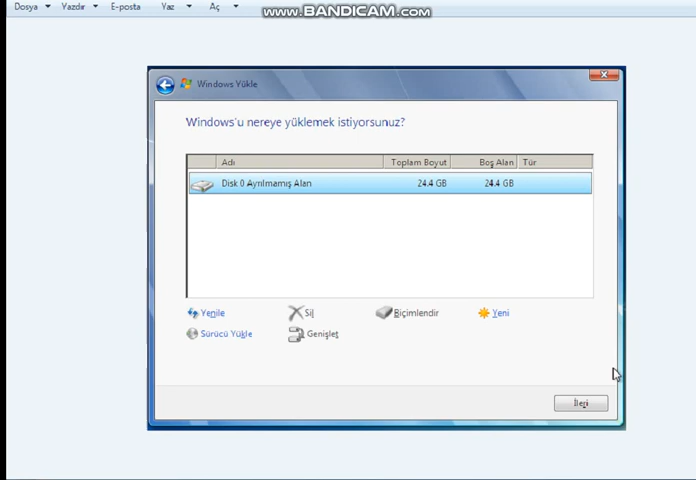 Dosya Yazdır E-posta Yaz Aç
www.BANDICAM.com
Windows Yükle
Windows'u nereye yüklemek istiyorsunuz?
Adı Toplam Boyut Boş Alan Tür
Disk 0 Ayrılmamış Alan 24.4 GB 24.4 GB
Yenile Sil Biçimlendir Yeni
Sürücü Yükle Genişlet
İleri